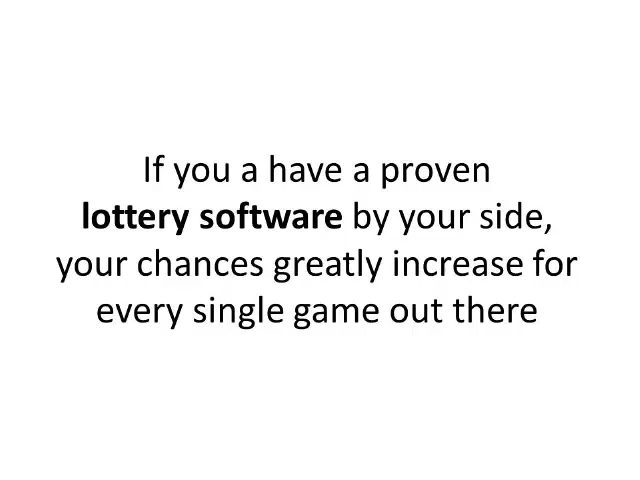 If you a have a proven
lottery software by your side,
your chances greatly increase for
every single game out there